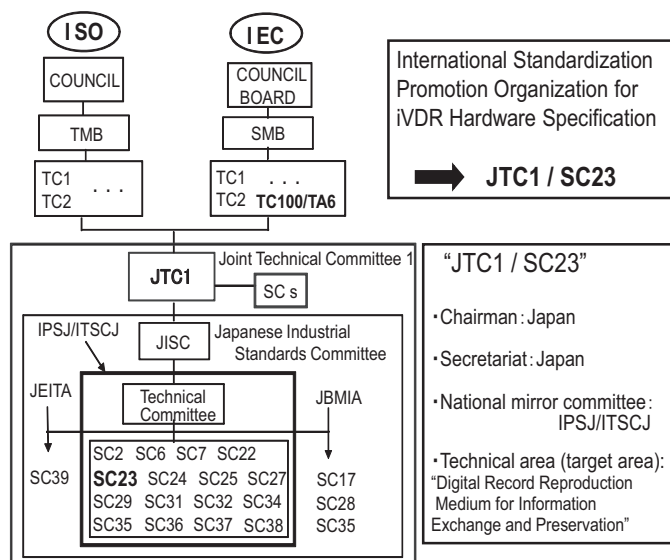 ISO
IEC
COUNCIL
COUNCIL
BOARD
TMB
SMB
TC1 . . .
TC2
TC1 . . .
TC2 TC100/TA6
International Standardization
Promotion Organization for
iVDR Hardware Specification
JTC1 / SC23
JTC1
Joint Technical Committee 1
SC s
IPSJ/ITSCJ
JISC
Japanese Industrial
Standards Committee
JEITA
Technical
Committee
JBMIA
SC39
SC2 SC6 SC7 SC22
SC23 SC24 SC25 SC27
SC29 SC31 SC32 SC34
SC35 SC36 SC37 SC38
SC17
SC28
SC35
“JTC1 / SC23”
・Chairman：Japan
・Secretariat：Japan
・National mirror committee：
IPSJ/ITSCJ
・Technical area (target area)：
“Digital Record Reproduction
Medium for Information
Exchange and Preservation”